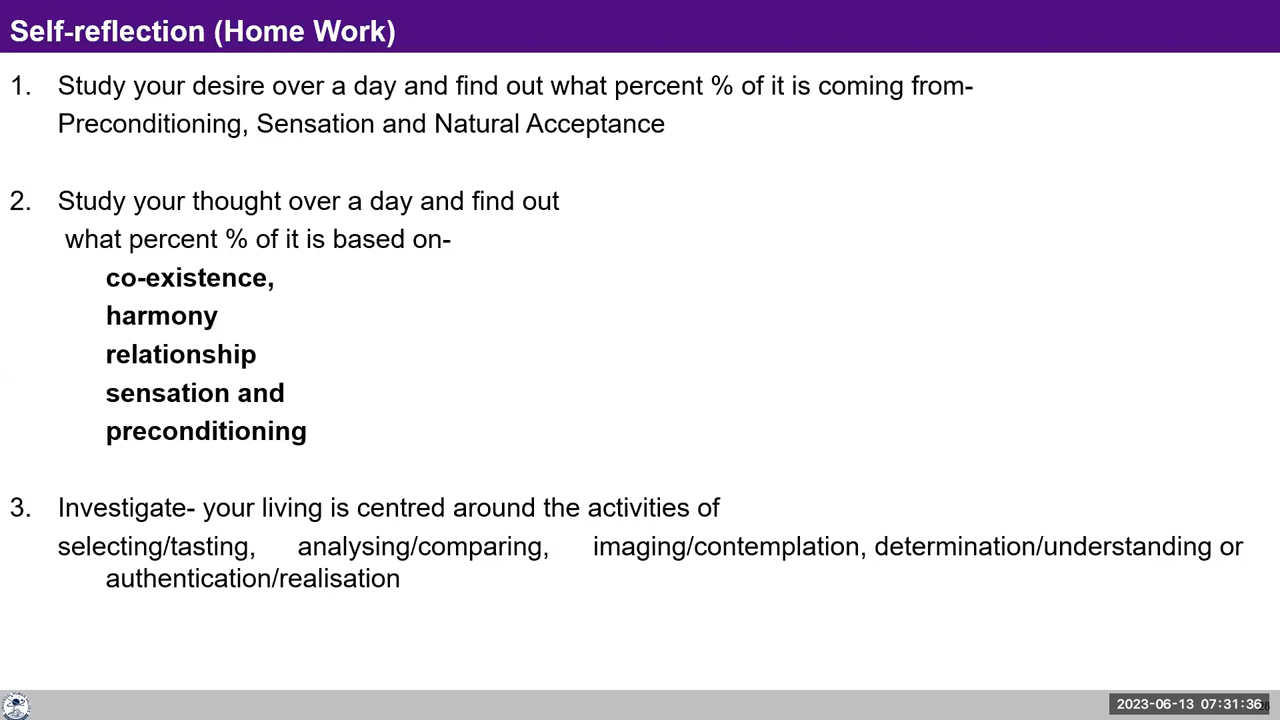 Self-reflection (Home Work)
1. Study your desire over a day and find out what percent % of it is coming from-
Preconditioning, Sensation and Natural Acceptance
2. Study your thought over a day and find out
what percent % of it is based on-
co-existence,
harmony
relationship
sensation and
preconditioning
3. Investigate- your living is centred around the activities of
selecting/tasting, analysing/comparing, imaging/contemplation, determination/understanding or
authentication/realisation
2023-06-13 07:31:36